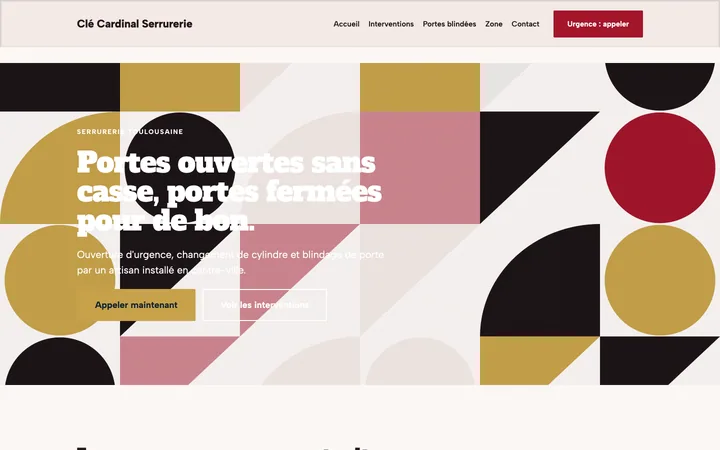 Clé Cardinal Serrurerie
Accueil Interventions Portes blindées Zone Contact Urgence : appeler
SERRURERIE TOULOUSAINE
Portes ouvertes sans
casse, portes fermées
pour de bon.
Ouverture d'urgence, changement de cylindre et blindage de porte
par un artisan installé en centre-ville.
Appeler maintenant Voir les interventions